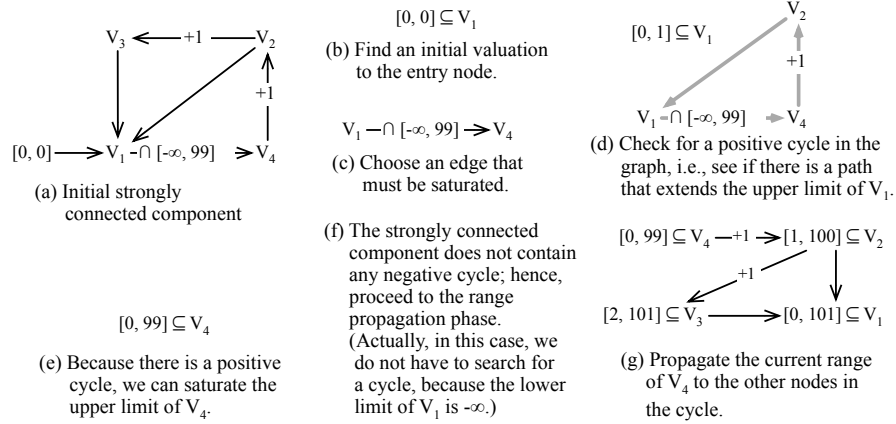 V3
+1
V2
+1
[0, 0]
V1
∩ [-∞, 99]
V4
(a) Initial strongly
connected component
[0, 0] ⊆ V1
(b) Find an initial valuation
to the entry node.
V1 ∩ [-∞, 99] V4
(c) Choose an edge that
must be saturated.
V2
[0, 1] ⊆ V1
+1
V1 ∩ [-∞, 99] V4
(d) Check for a positive cycle in the
graph, i.e., see if there is a path
that extends the upper limit of V1.
[0, 99] ⊆ V4
(e) Because there is a positive
cycle, we can saturate the
upper limit of V4.
(f) The strongly connected
component does not contain
any negative cycle; hence,
proceed to the range
propagation phase.
(Actually, in this case, we
do not have to search for
a cycle, because the lower
limit of V1 is -∞.)
[0, 99] ⊆ V4 +1 [1, 100] ⊆ V2
+1
[2, 101] ⊆ V3 [0, 101] ⊆ V1
(g) Propagate the current range
of V4 to the other nodes in
the cycle.